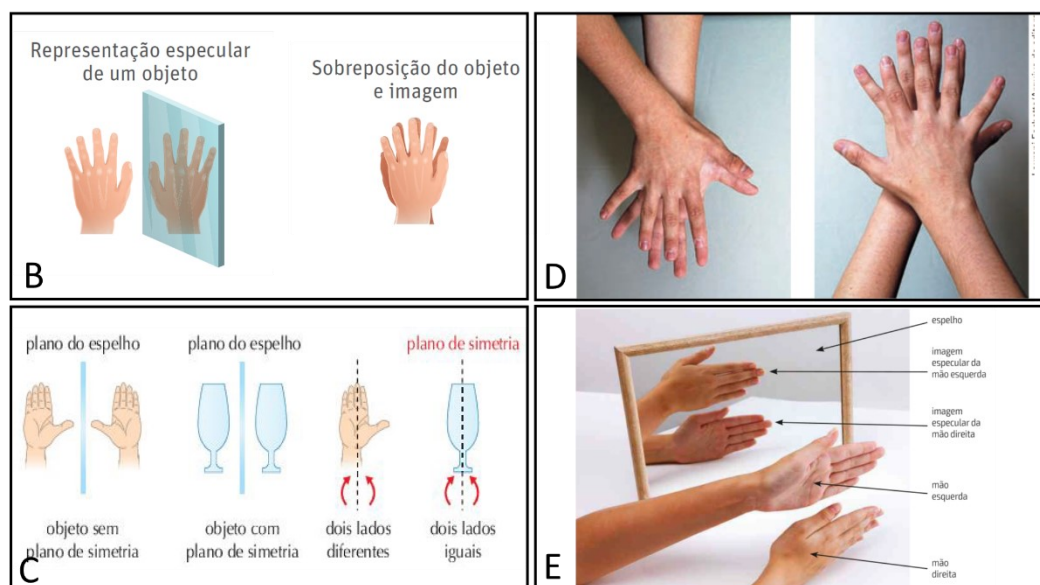 Representação especular
de um objeto
Sobreposição do objeto
e imagem
B
D
plano do espelho
plano do espelho
plano de simetria
objeto sem
plano de simetria
objeto com
plano de simetria
dois lados
diferentes
dois lados
iguais
C
espelho
imagem
especular da
mão esquerda
imagem
especular da
mão direita
mão
esquerda
mão
direita
E